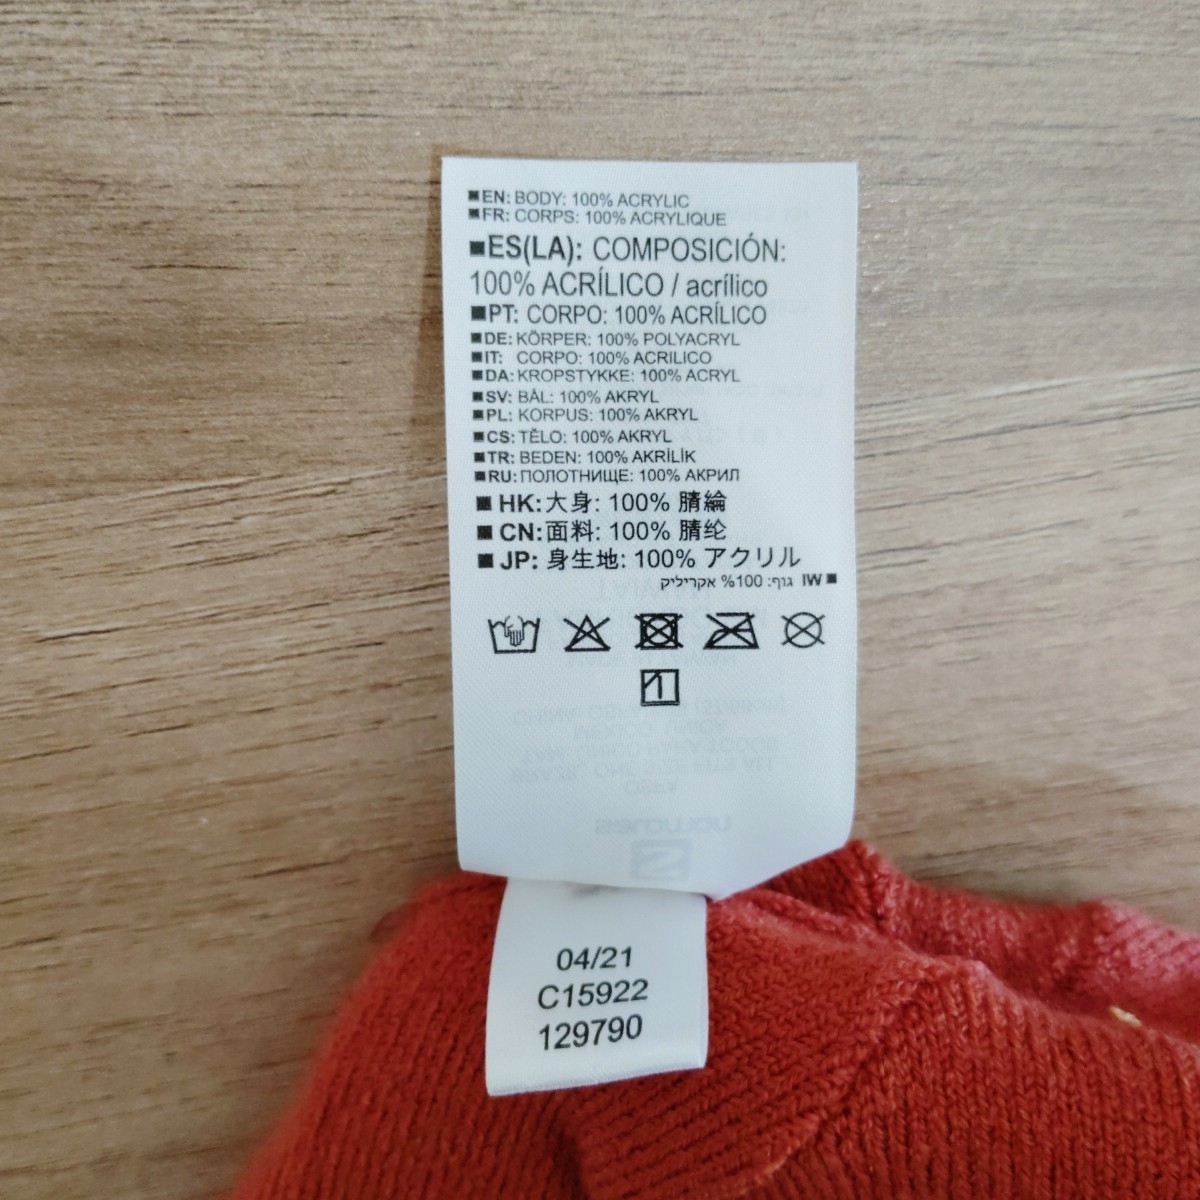 ■EN: BODY: 100% ACRYLIC
■FR: CORPS: 100% ACRYLIQUE
■ES(LA): COMPOSICIÓN:
100% ACRÍLICO / acrílico
■PT: CORPO: 100% ACRÍLICO
■DE: KÖRPER: 100% POLYACRYL
■IT: CORPO: 100% ACRILICO
■DA: KROPSTYKKE: 100% ACRYL
■SV: BÅL: 100% AKRYL
■PL: KORPUS: 100% AKRYL
■CS: TĚLO: 100% AKRYL
■TR: BEDEN: 100% AKRİLİK
■RU: ПОЛОТНИЩЕ: 100% АКРИЛ
■HK:大身: 100% 腈綸
■CN:面料: 100% 腈纶
■JP: 身生地: 100% アクリル
■ IW גוף: 100% אקריליק
04/21
C15922
129790